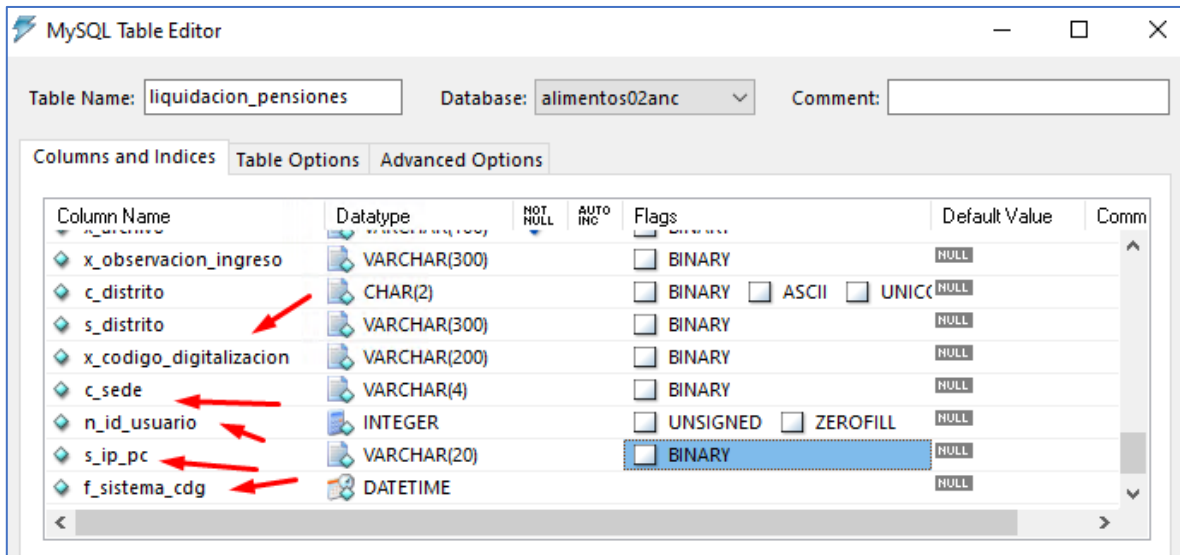 MySQL Table Editor
Table Name: liquidacion_pensiones Database: alimentos02anc Comment:
Columns and Indices Table Options Advanced Options
Column Name Datatype NOT NULL AUTO INC Flags Default Value Comm
x_observacion_ingreso VARCHAR(300) BINARY NULL
c_distrito CHAR(2) BINARY ASCII UNICC NULL
s_distrito VARCHAR(300) BINARY NULL
x_codigo_digitalizacion VARCHAR(200) BINARY NULL
c_sede VARCHAR(4) BINARY NULL
n_id_usuario INTEGER UNSIGNED ZEROFILL NULL
s_ip_pc VARCHAR(20) BINARY NULL
f_sistema_cdg DATETIME NULL